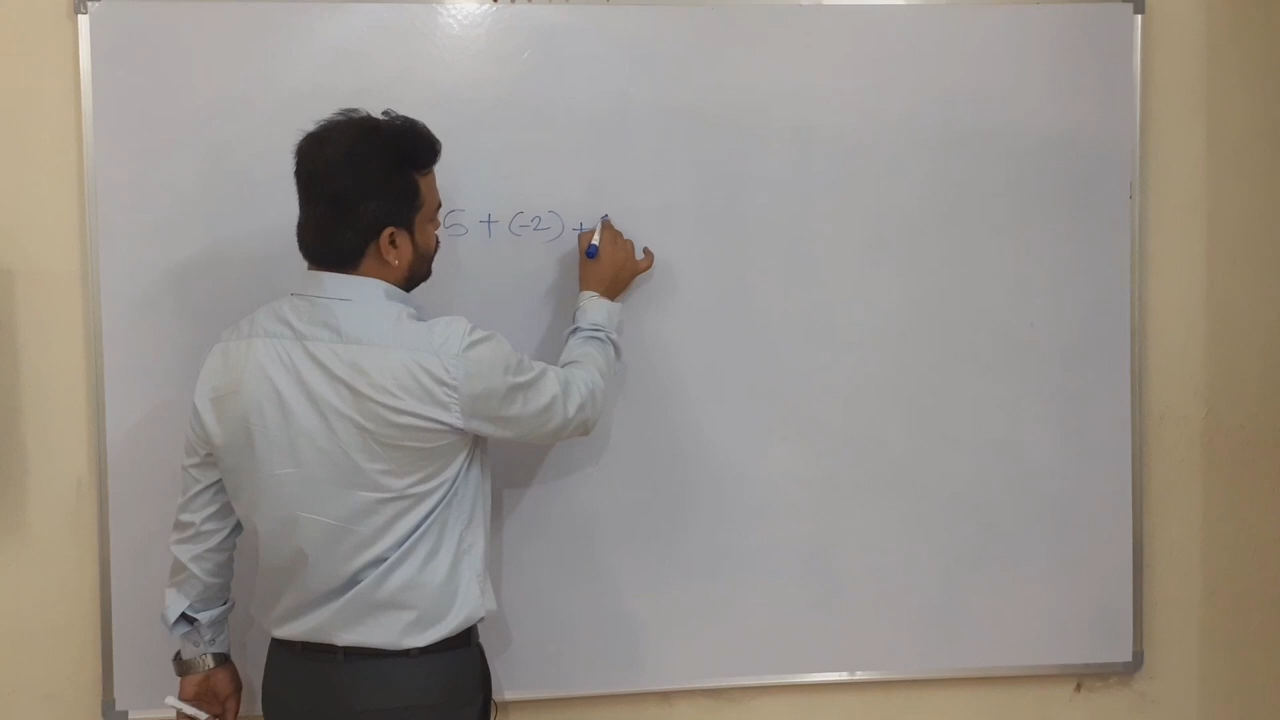 5 + (-2) +